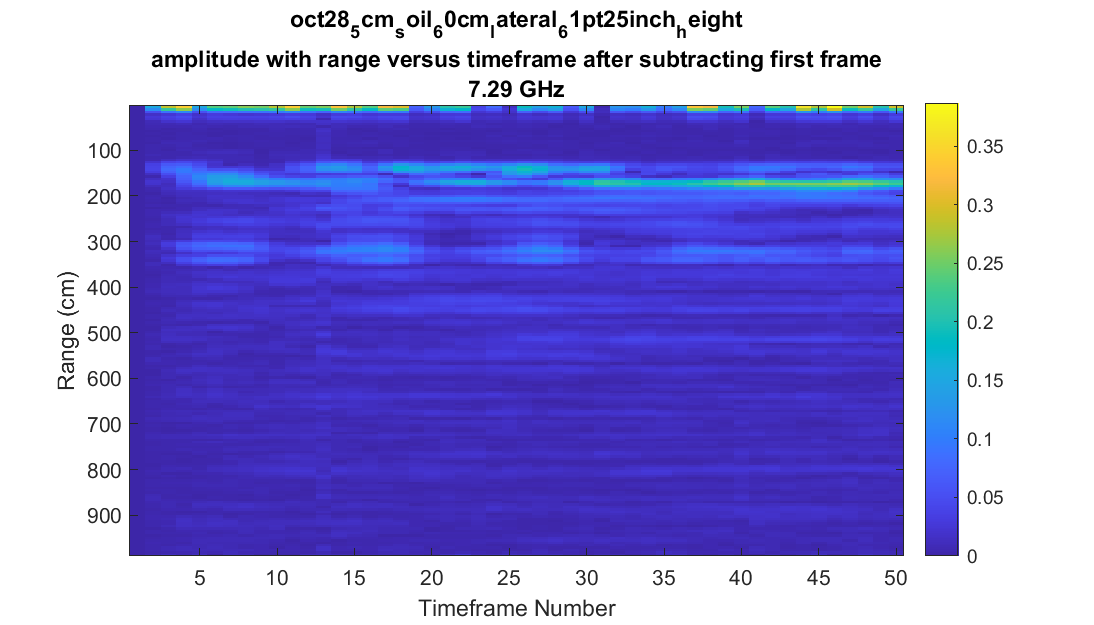 oct28₅cmₛoil₆0cmₗateral₆1pt25inchₕeight
amplitude with range versus timeframe after subtracting first frame
7.29 GHz
Range (cm)
100
200
300
400
500
600
700
800
900
5 10 15 20 25 30 35 40 45 50
Timeframe Number
0.35
0.3
0.25
0.2
0.15
0.1
0.05
0